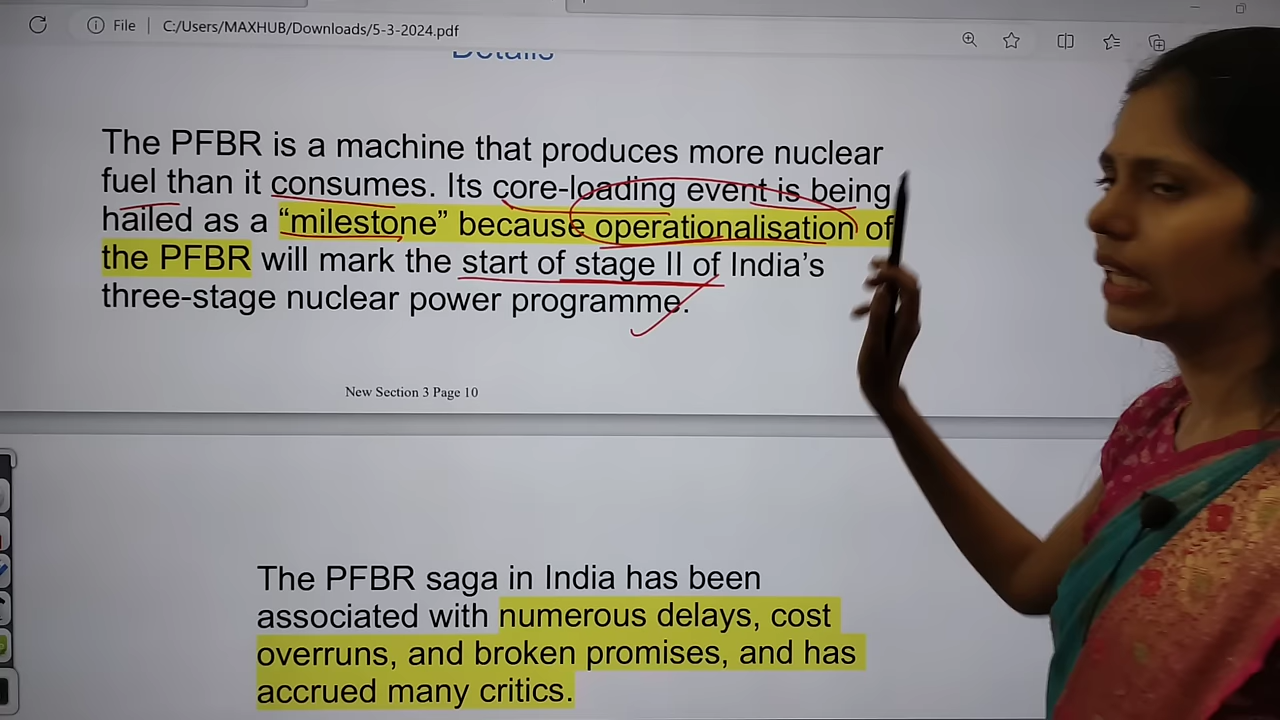 File
C:/Users/MAXHUB/Downloads/5-3-2024.pdf
Details
The PFBR is a machine that produces more nuclear
fuel than it consumes. Its core-loading event is being
hailed as a “milestone” because operationalisation of
the PFBR will mark the start of stage II of India’s
three-stage nuclear power programme.
New Section 3 Page 10
The PFBR saga in India has been
associated with numerous delays, cost
overruns, and broken promises, and has
accrued many critics.